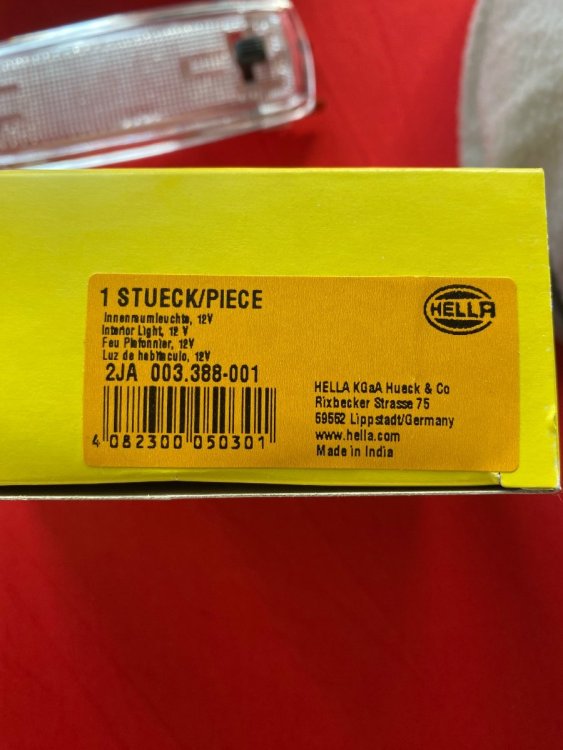 1 STUECK/PIECE
Innenraumleuchte, 12V
Interior Light, 12 V
Feu Plafonnier, 12V
Luz de habitaculo, 12V
2JA 003.388-001
4 082300 050301
HELLA
HELLA KGaA Hueck & Co
Rixbecker Strasse 75
59552 Lippstadt/Germany
www.hella.com
Made in India